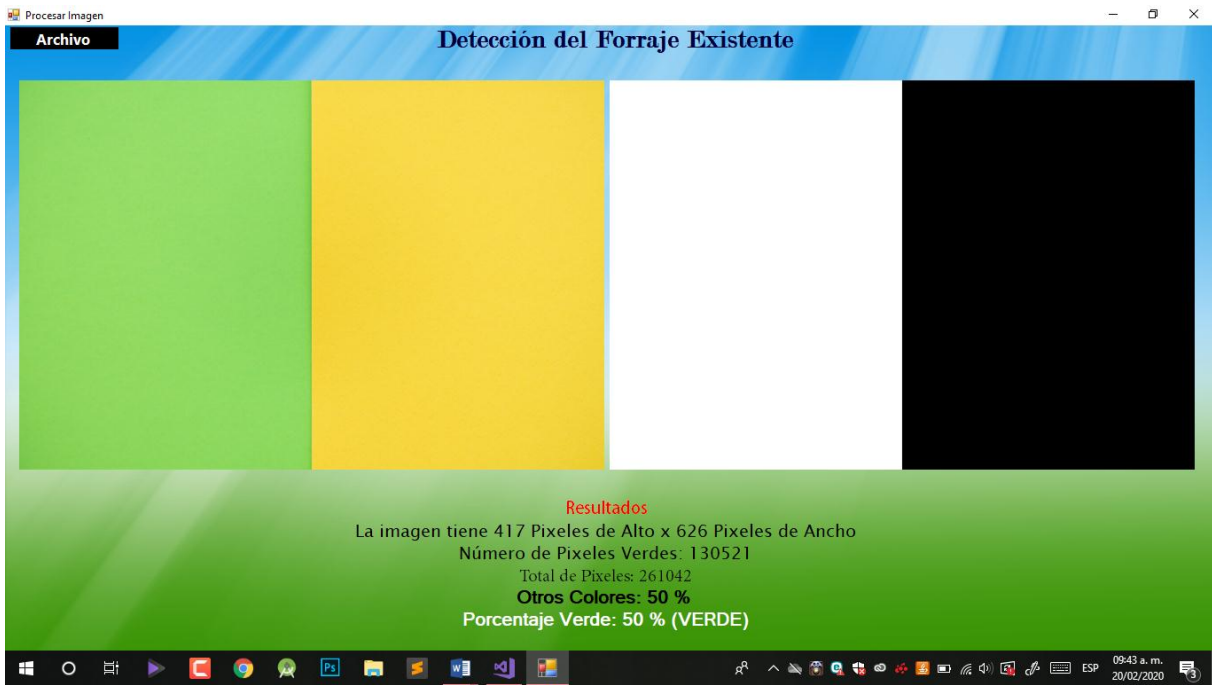 Procesar Imagen
Archivo
Detección del Forraje Existente
Resultados
La imagen tiene 417 Pixeles de Alto x 626 Pixeles de Ancho
Número de Pixeles Verdes: 130521
Total de Pixeles: 261042
Otros Colores: 50 %
Porcentaje Verde: 50 % (VERDE)
Ps
ESP
09:43 a. m.
20/02/2020
3